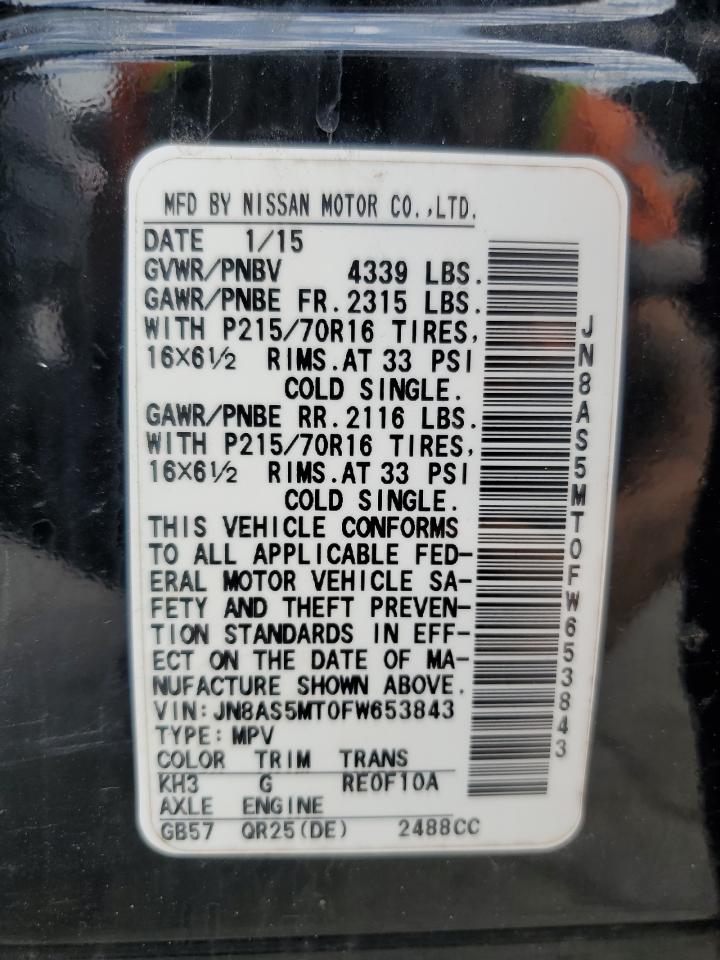 MFD BY NISSAN MOTOR CO.,LTD.
DATE 1/15
GVWR/PNBV 4339 LBS.
GAWR/PNBE FR.2315 LBS.
WITH P215/70R16 TIRES,
16X6½ RIMS.AT 33 PSI
COLD SINGLE.
GAWR/PNBE RR.2116 LBS.
WITH P215/70R16 TIRES,
16X6½ RIMS.AT 33 PSI
COLD SINGLE.
THIS VEHICLE CONFORMS
TO ALL APPLICABLE FED-
ERAL MOTOR VEHICLE SA-
FETY AND THEFT PREVEN-
TION STANDARDS IN EFF-
ECT ON THE DATE OF MA-
NUFACTURE SHOWN ABOVE.
VIN:JN8AS5MT0FW653843
TYPE:MPV
COLOR TRIM TRANS
KH3 G RE0F10A
AXLE ENGINE
GB57 QR25(DE) 2488CC
JN8AS5MT0FW653843